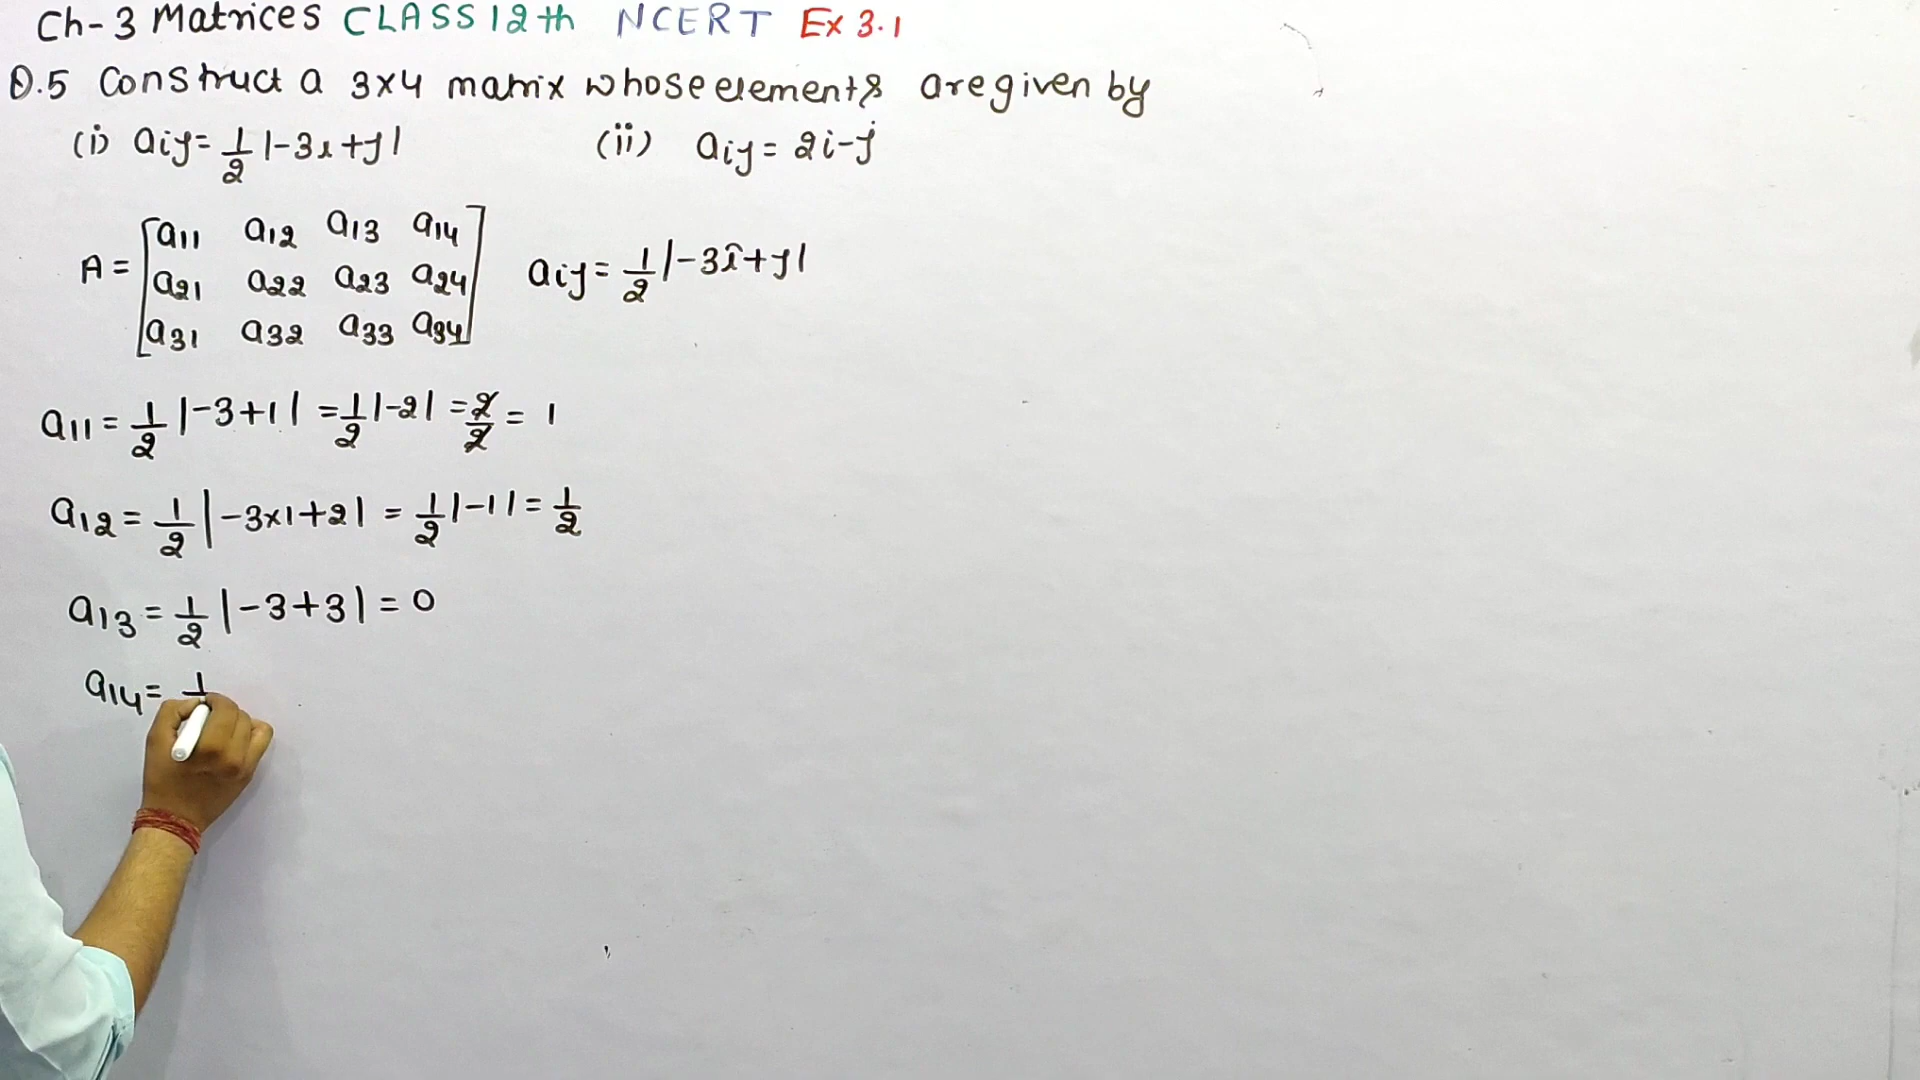 Ch-3 Matrices CLASS 12th NCERT Ex 3.1
Q.5 Construct a 3x4 matrix whose elements are given by
(i) aij = 1/2 |-3i+j| (ii) aij = 2i-j
A = [a11 a12 a13 a14
a21 a22 a23 a24
a31 a32 a33 a34] aij = 1/2 |-3i+j|
a11 = 1/2 |-3+1| = 1/2 |-2| = 2/2 = 1
a12 = 1/2 |-3x1+2| = 1/2 |-1| = 1/2
a13 = 1/2 |-3+3| = 0
a14 = 1